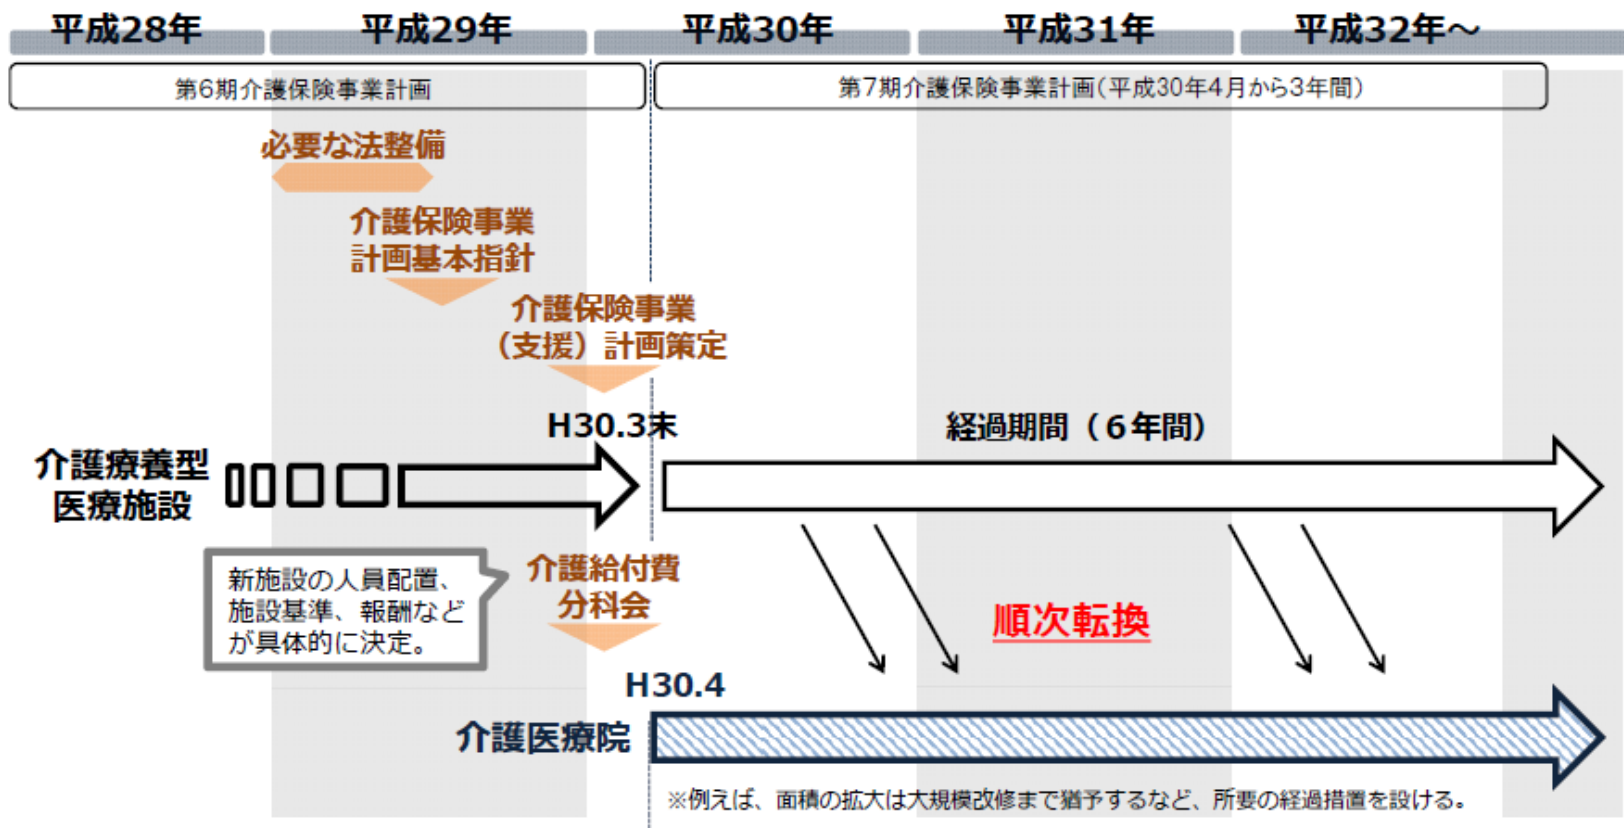 平成28年
平成29年
平成30年
平成31年
平成32年～
第6期介護保険事業計画
第7期介護保険事業計画（平成30年4月から3年間）
必要な法整備
介護保険事業
計画基本指針
介護保険事業
（支援）計画策定
H30.3末
経過期間（６年間）
介護療養型
医療施設
新施設の人員配置、
施設基準、報酬など
が具体的に決定。
介護給付費
分科会
順次転換
H30.4
介護医療院
※例えば、面積の拡大は大規模改修まで猶予するなど、所要の経過措置を設ける。